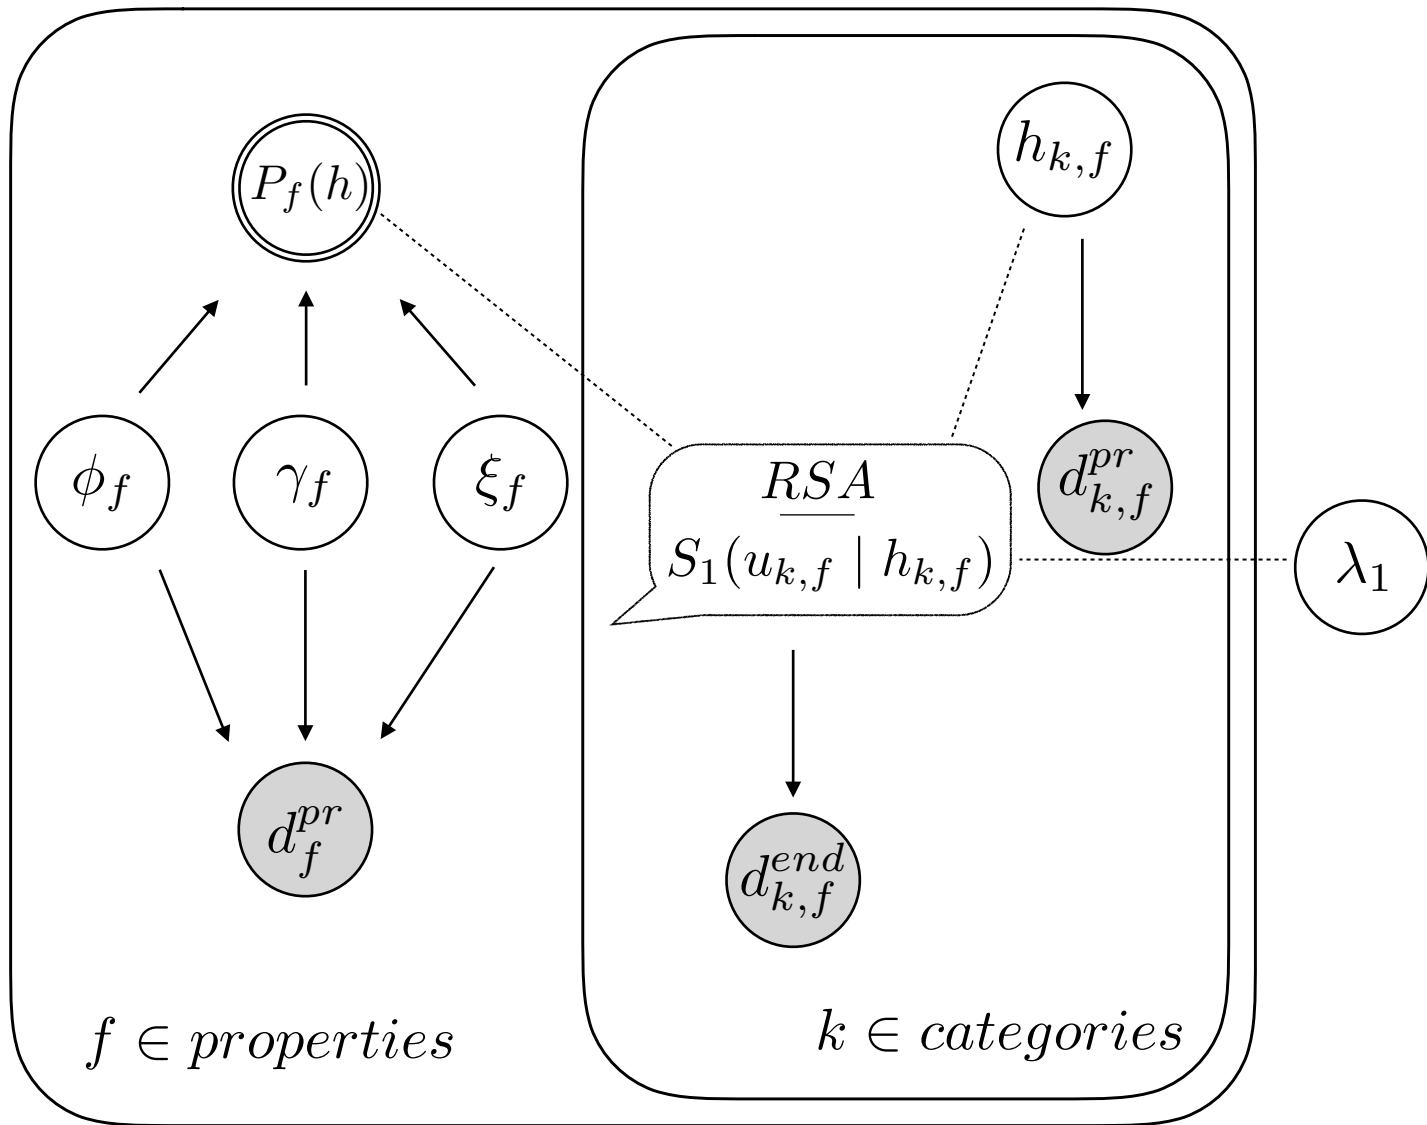 P_f(h)
h_{k,f}
ϕ_f
γ_f
ξ_f
RSA
S_1(u_{k,f} | h_{k,f})
d^{pr}_{k,f}
λ_1
d^{pr}_f
d^{end}_{k,f}
f ∈ properties
k ∈ categories